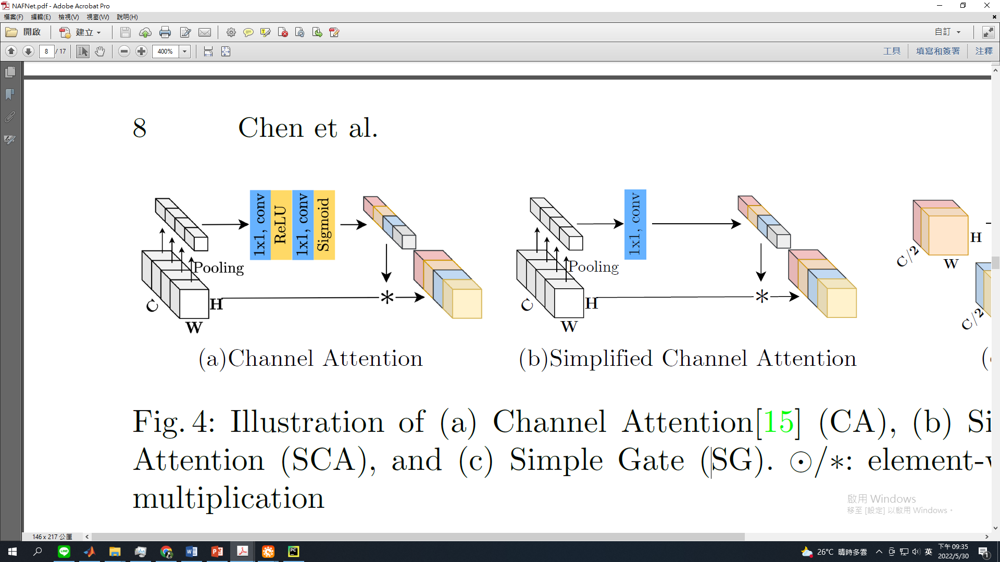 NAFNet.pdf - Adobe Acrobat Pro
檔案(F) 編輯(E) 檢視(V) 視窗(W) 說明(H)
開啟 建立 自訂
8 / 17 400% 工具 填寫和簽署 注釋
8 Chen et al.
1x1, conv ReLU 1x1, conv Sigmoid
Pooling
C H W
(a)Channel Attention
1x1, conv
Pooling
C H W
(b)Simplified Channel Attention
C/2 W H
C/2
(
Fig. 4: Illustration of (a) Channel Attention[15] (CA), (b) Si
Attention (SCA), and (c) Simple Gate (SG). ⊙/∗: element-
multiplication
啟用 Windows
移至 [設定] 以啟用 Windows。
146 x 217 公厘
LINE W P PC 26°C 晴時多雲 英 下午 09:35
2022/5/30 1